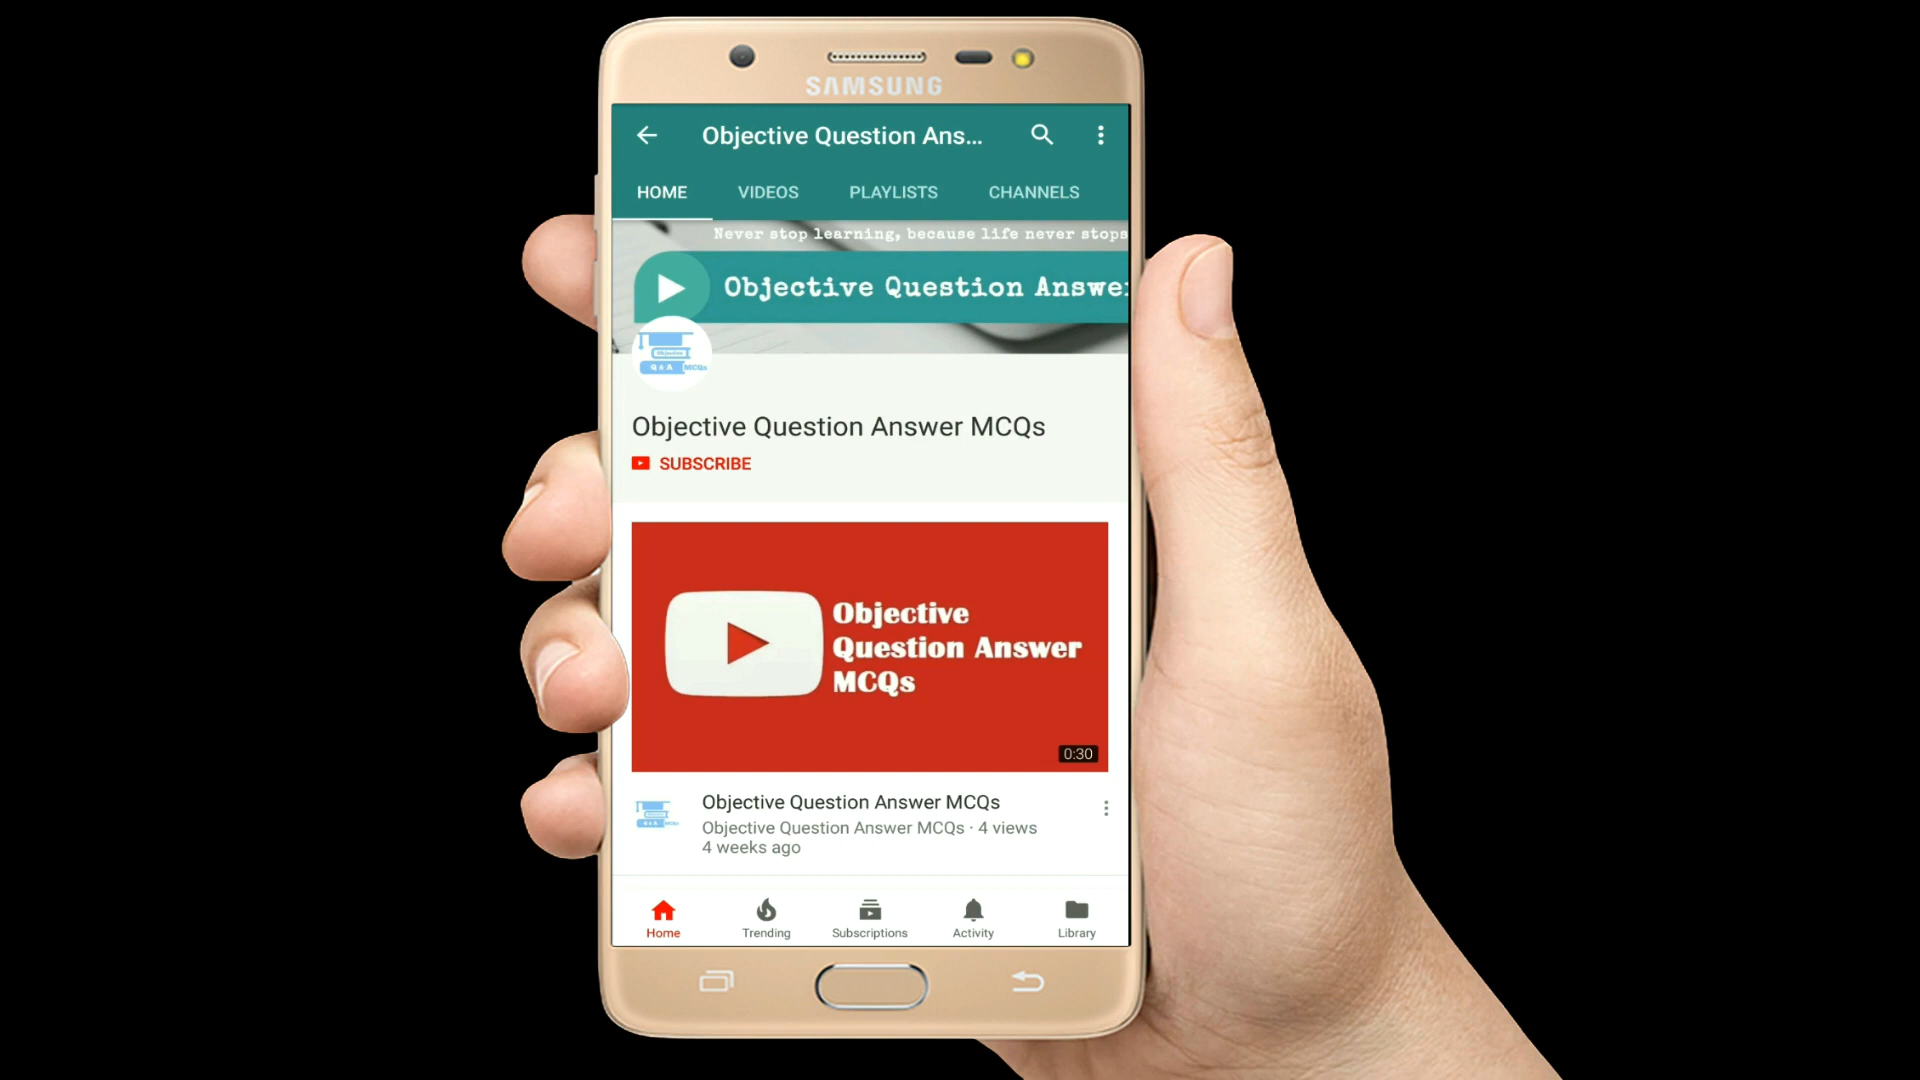 SAMSUNG
Objective Question Ans...
HOME VIDEOS PLAYLISTS CHANNELS
Never stop learning, because life never stops
Objective Question Answe
Objective
Q & A MCQs
Objective Question Answer MCQs
SUBSCRIBE
Objective
Question Answer
MCQs
0:30
Objective Question Answer MCQs
Objective Question Answer MCQs · 4 views
4 weeks ago
Home Trending Subscriptions Activity Library